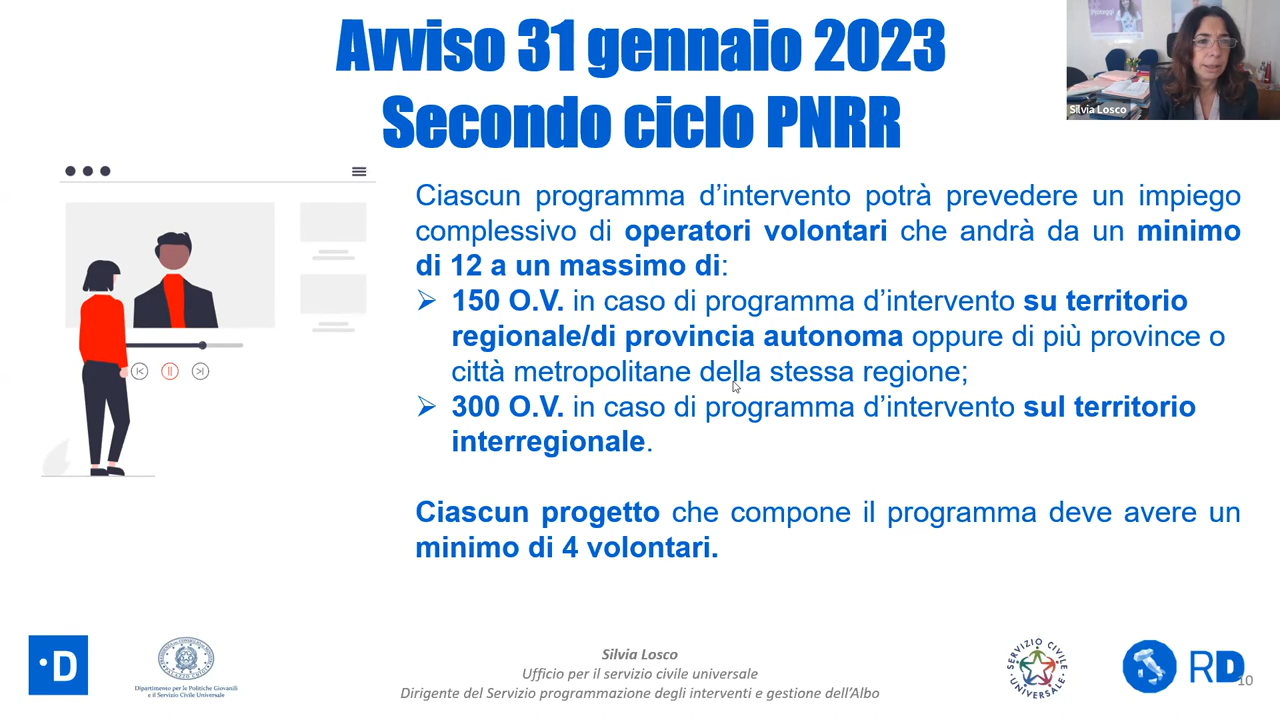 Avviso 31 gennaio 2023
Secondo ciclo PNRR
Silvia Losco
Ciascun programma d’intervento potrà prevedere un impiego
complessivo di operatori volontari che andrà da un minimo
di 12 a un massimo di:
➢ 150 O.V. in caso di programma d’intervento su territorio
regionale/di provincia autonoma oppure di più province o
città metropolitane della stessa regione;
➢ 300 O.V. in caso di programma d’intervento sul territorio
interregionale.
Ciascun progetto che compone il programma deve avere un
minimo di 4 volontari.
·D
Dipartimento per le Politiche Giovanili
e il Servizio Civile Universale
Silvia Losco
Ufficio per il servizio civile universale
Dirigente del Servizio programmazione degli interventi e gestione dell’Albo
SERVIZIO CIVILE
UNIVERSALE
RD
10